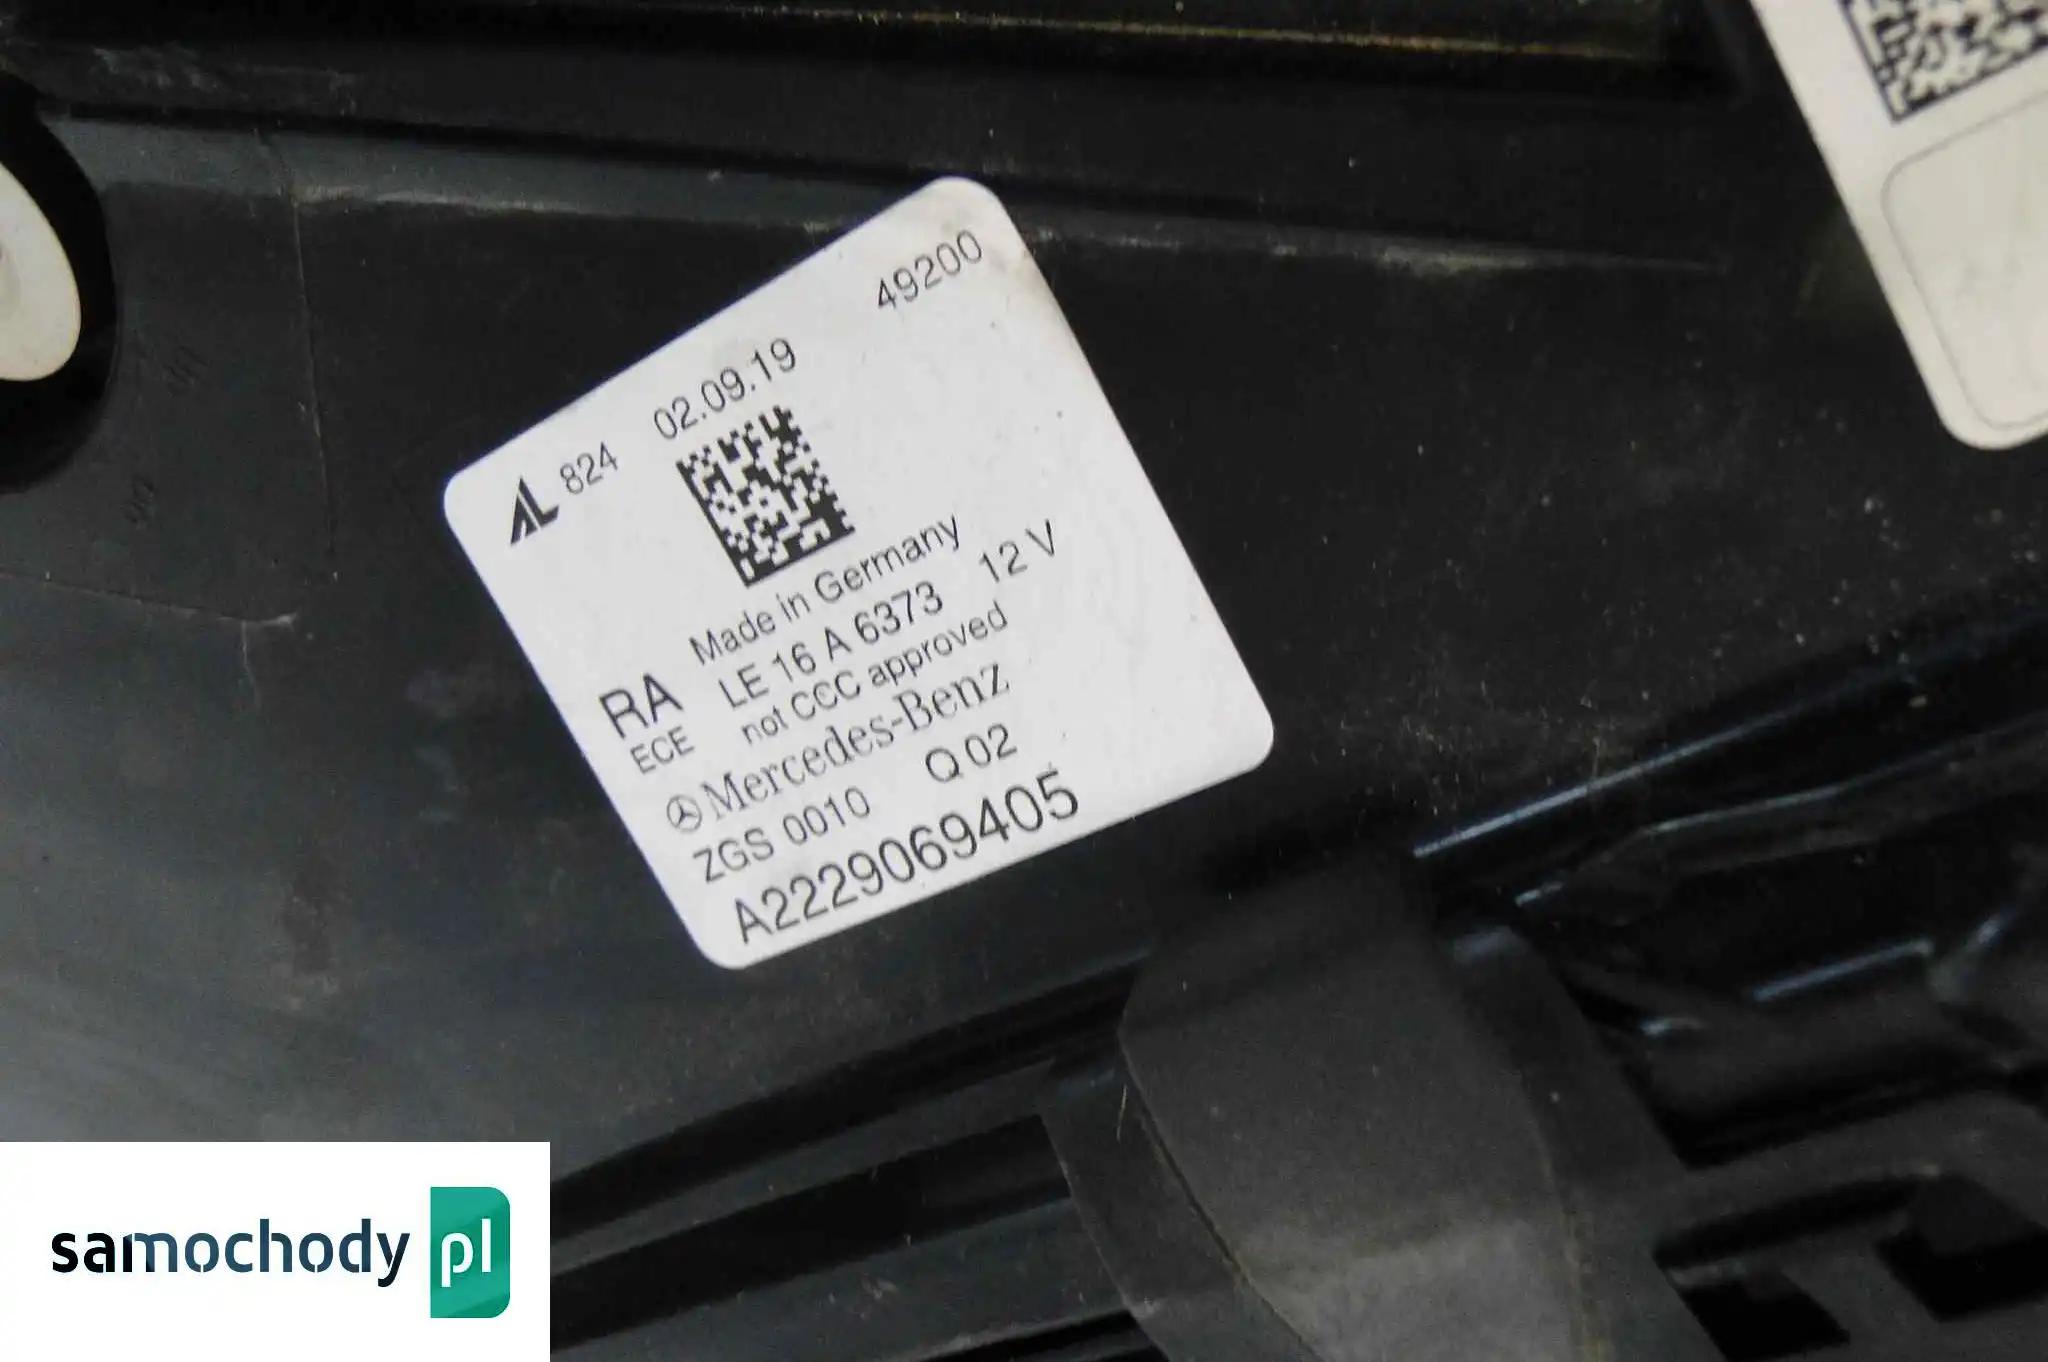 AL 824 02.09.19 49200
Made in Germany
RA LE 16 A 6373 12 V
ECE not CCC approved
Mercedes-Benz
ZGS 0010 Q 02
A2229069405
samochody pl